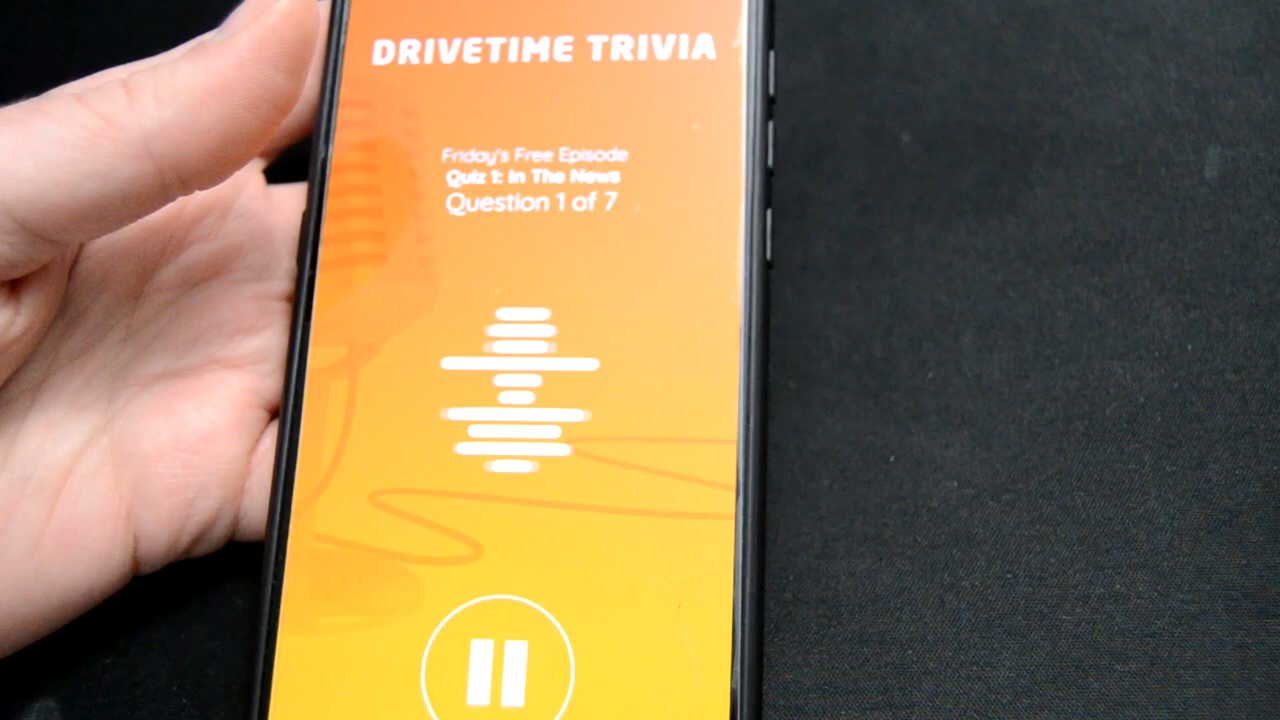 DRIVETIME TRIVIA
Friday's Free Episode
Quiz 1: In The News
Question 1 of 7